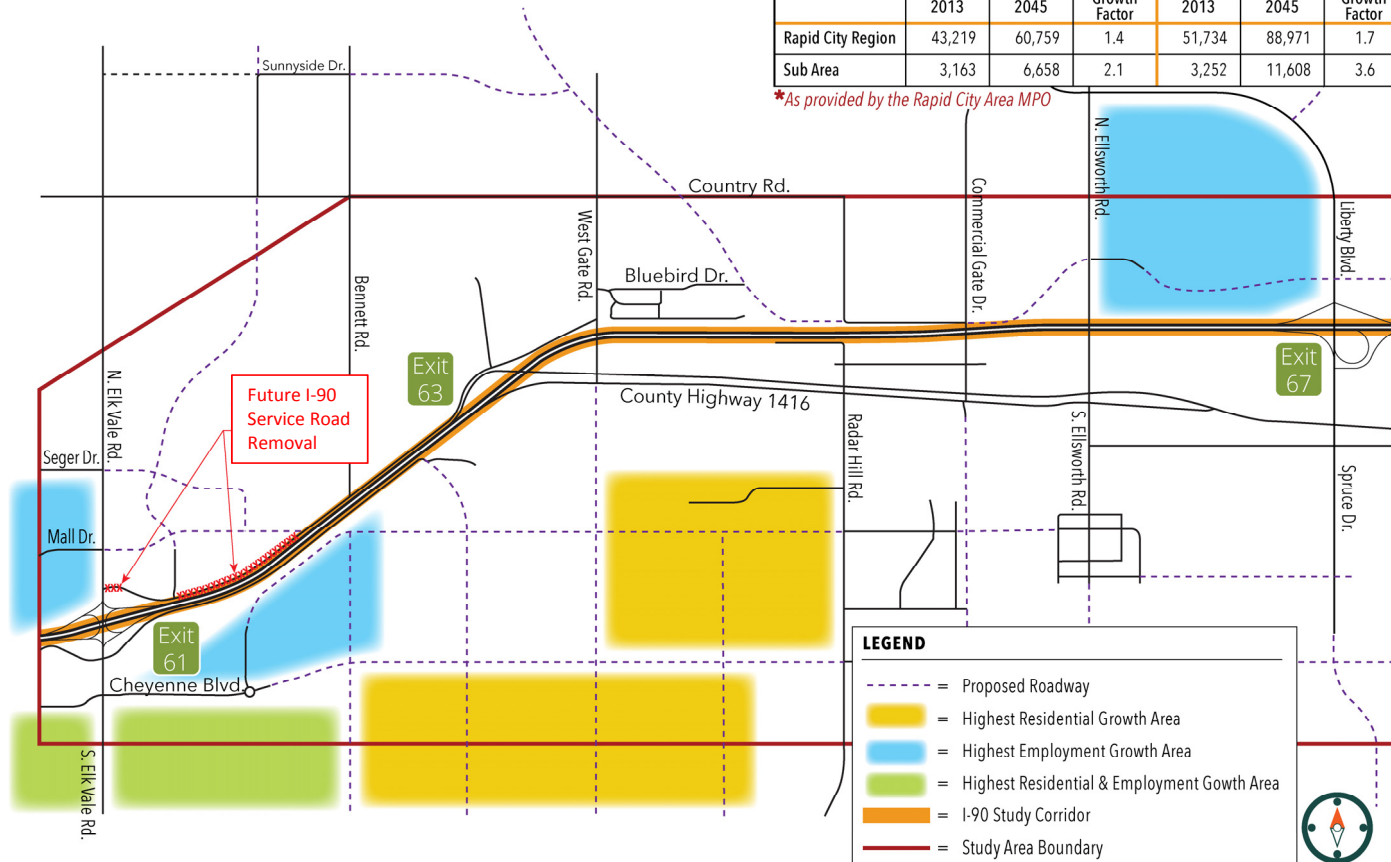 2013 2045 Growth Factor 2013 2045 Growth Factor
Rapid City Region 43,219 60,759 1.4 51,734 88,971 1.7
Sub Area 3,163 6,658 2.1 3,252 11,608 3.6
*As provided by the Rapid City Area MPO
Sunnyside Dr.
Country Rd.
N. Ellsworth Rd.
Commercial Gate Dr.
Liberty Blvd.
West Gate Rd.
Bluebird Dr.
Bennett Rd.
Exit
63
Exit
67
N. Elk Vale Rd.
Future I-90
Service Road
Removal
County Highway 1416
Radar Hill Rd.
S. Ellsworth Rd.
Spruce Dr.
Seger Dr.
Mall Dr.
xxx
Exit
61
Cheyenne Blvd.
S. Elk Vale Rd.
LEGEND
= Proposed Roadway
= Highest Residential Growth Area
= Highest Employment Growth Area
= Highest Residential & Employment Gowth Area
= I-90 Study Corridor
= Study Area Boundary